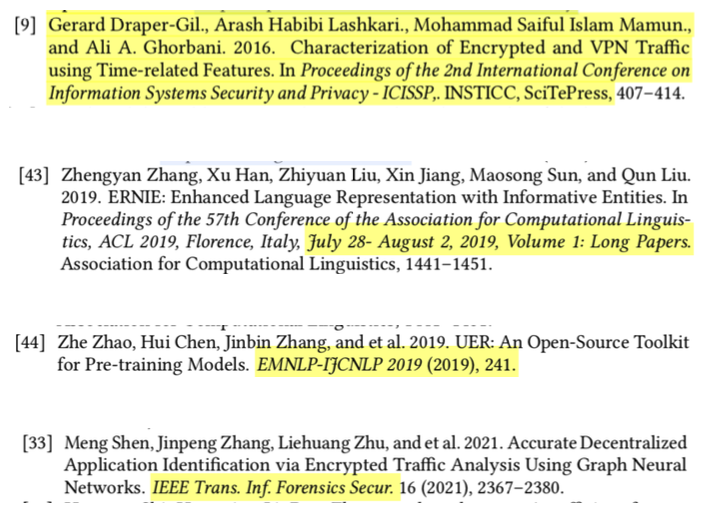 [9] Gerard Draper-Gil., Arash Habibi Lashkari., Mohammad Saiful Islam Mamun.,
and Ali A. Ghorbani. 2016. Characterization of Encrypted and VPN Traffic
using Time-related Features. In Proceedings of the 2nd International Conference on
Information Systems Security and Privacy - ICISSP,. INSTICC, SciTePress, 407–414.
[43] Zhengyan Zhang, Xu Han, Zhiyuan Liu, Xin Jiang, Maosong Sun, and Qun Liu.
2019. ERNIE: Enhanced Language Representation with Informative Entities. In
Proceedings of the 57th Conference of the Association for Computational Linguis-
tics, ACL 2019, Florence, Italy, July 28- August 2, 2019, Volume 1: Long Papers.
Association for Computational Linguistics, 1441–1451.
[44] Zhe Zhao, Hui Chen, Jinbin Zhang, and et al. 2019. UER: An Open-Source Toolkit
for Pre-training Models. EMNLP-IJCNLP 2019 (2019), 241.
[33] Meng Shen, Jinpeng Zhang, Liehuang Zhu, and et al. 2021. Accurate Decentralized
Application Identification via Encrypted Traffic Analysis Using Graph Neural
Networks. IEEE Trans. Inf. Forensics Secur. 16 (2021), 2367–2380.